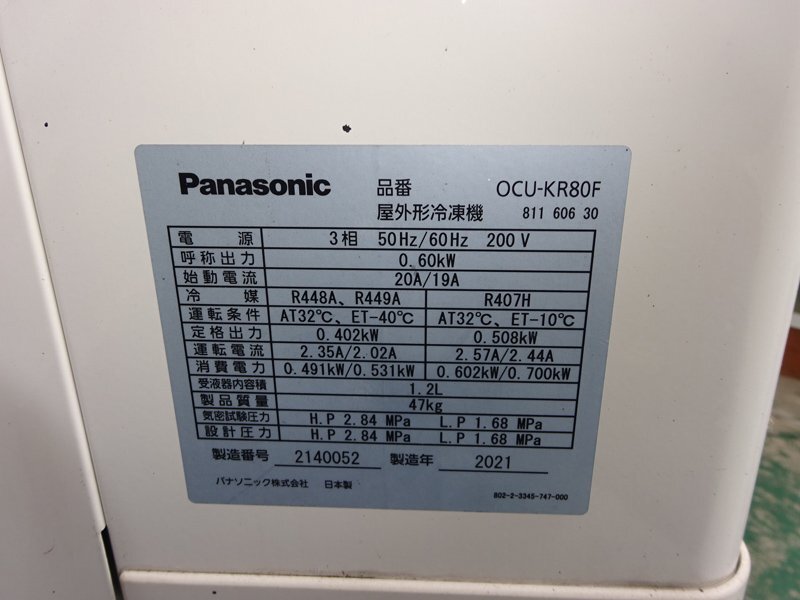 Panasonic 品番 OCU-KR80F
屋外形冷凍機 811 606 30
電源 3相 50Hz/60Hz 200V
呼称出力 0.60kW
始動電流 20A/19A
冷媒 R448A、R449A R407H
運転条件 AT32℃、ET-40℃ AT32℃、ET-10℃
定格出力 0.402kW 0.508kW
運転電流 2.35A/2.02A 2.57A/2.44A
消費電力 0.491kW/0.531kW 0.602kW/0.700kW
受液器内容積 1.2L
製品質量 47kg
気密試験圧力 H.P 2.84 MPa L.P 1.68 MPa
設計圧力 H.P 2.84 MPa L.P 1.68 MPa
製造番号 2140052 製造年 2021
パナソニック株式会社 日本製
802-2-3345-747-000